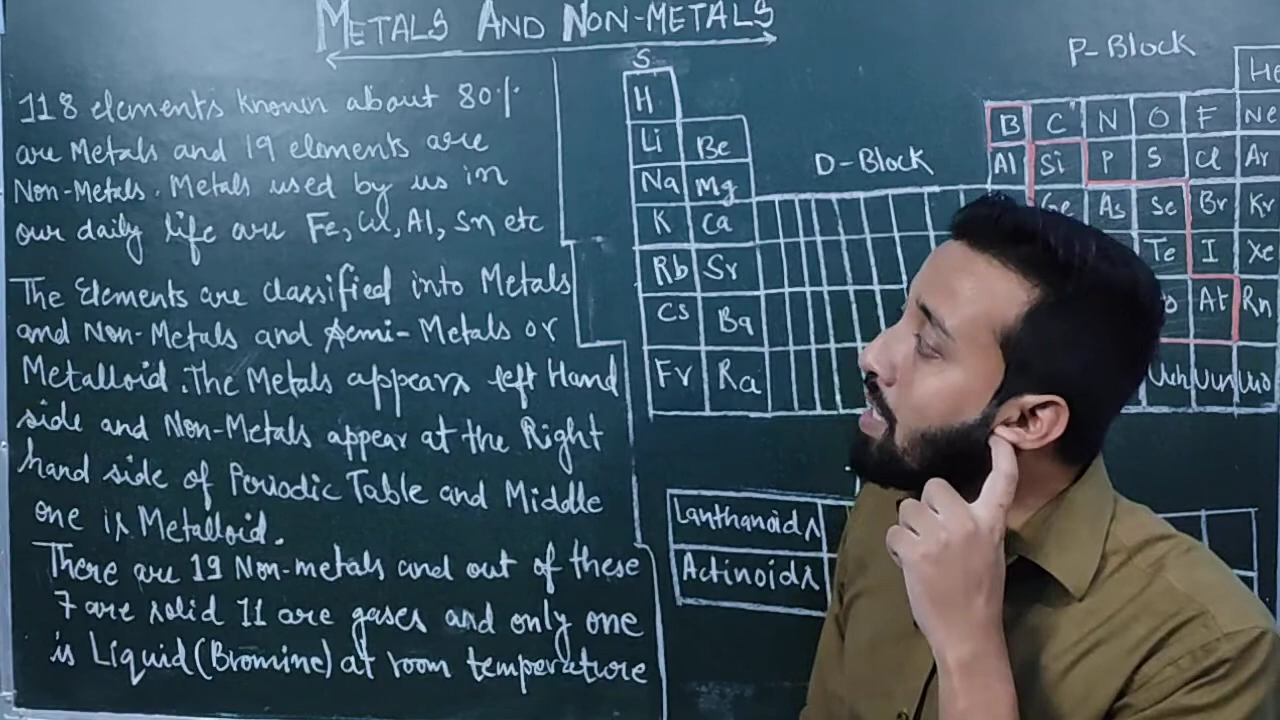 METALS AND NON-METALS
118 elements known about 80%
are Metals and 19 elements are
Non-Metals. Metals used by us in
our daily life are Fe, Cu, Al, Sn etc
The Elements are classified into Metals
and Non-Metals and Semi-Metals or
Metalloid. The Metals appears left Hand
side and Non-Metals appear at the Right
hand side of Periodic Table and Middle
one is Metalloid.
There are 19 Non-metals and out of these
7 are solid 11 are gases and only one
is Liquid (Bromine) at room temperature
S
P-Block
D-Block
H He
Li Be B C N O F Ne
Na Mg Al Si P S Cl Ar
K Ca Ge As Se Br Kr
Rb Sr Te I Xe
Cs Ba At Rn
Fr Ra Uuh Uun Uuo
Lanthanoids
Actinoids